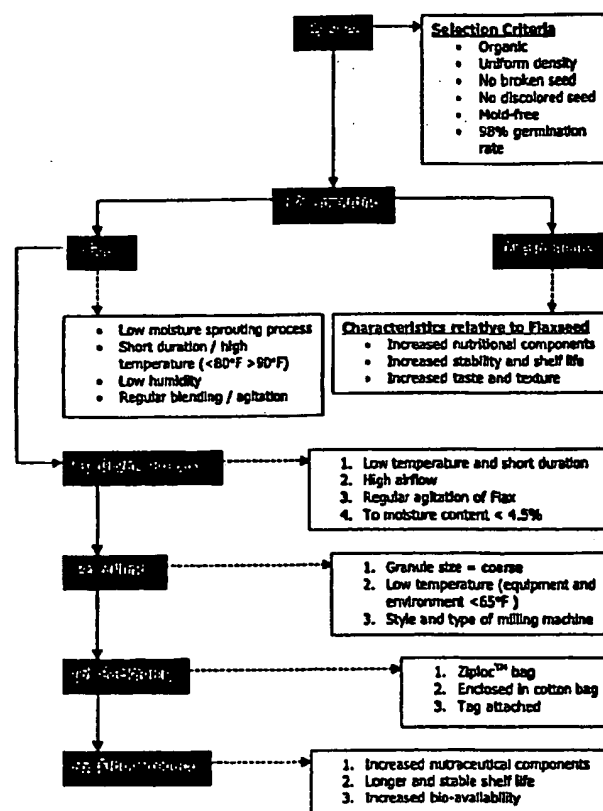 Selection Criteria
• Organic
• Uniform density
• No broken seed
• No discolored seed
• Mold-free
• 98% germination
rate
• Low moisture sprouting process
• Short duration / high
temperature (<80°F >90°F)
• Low humidity
• Regular blending / agitation
Characteristics relative to Flaxseed
• Increased nutritional components
• Increased stability and shelf life
• Increased taste and texture
1. Low temperature and short duration
2. High airflow
3. Regular agitation of Flax
4. To moisture content < 4.5%
1. Granule size = coarse
2. Low temperature (equipment and
environment <65°F )
3. Style and type of milling machine
1. Ziploc™ bag
2. Enclosed in cotton bag
3. Tag attached
1. Increased nutraceutical components
2. Longer and stable shelf life
3. Increased bio-availability